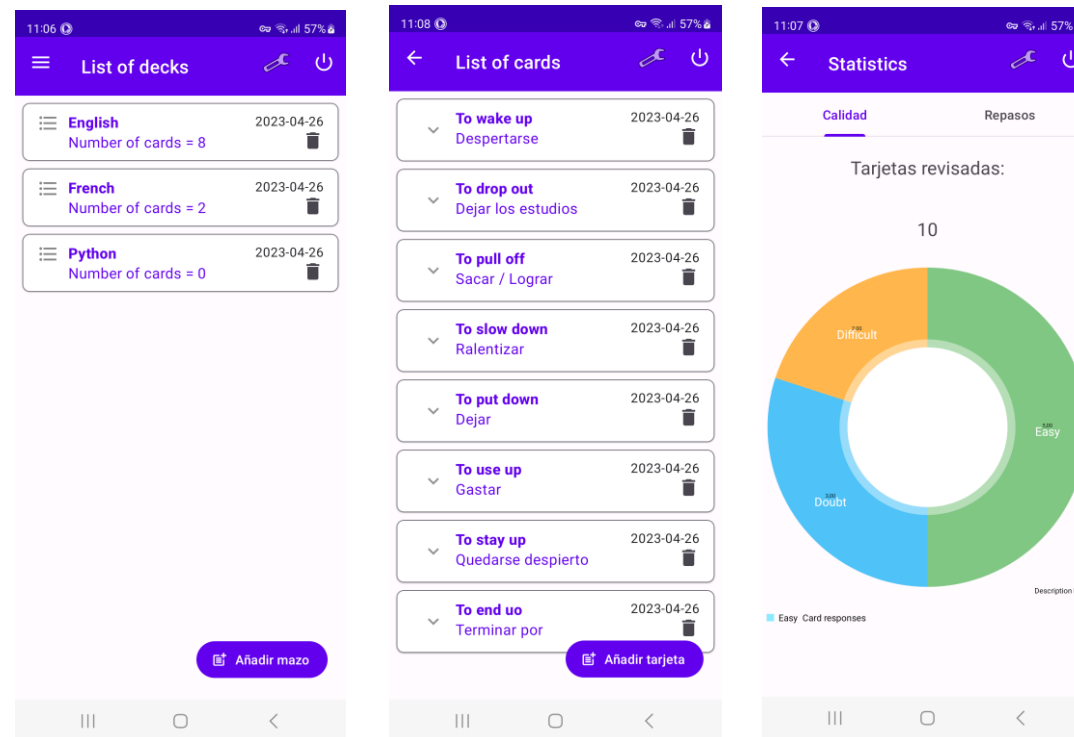 11:06
57%
List of decks
English
2023-04-26
Number of cards = 8
French
2023-04-26
Number of cards = 2
Python
2023-04-26
Number of cards = 0
Añadir mazo
11:08
57%
List of cards
To wake up
2023-04-26
Despertarse
To drop out
2023-04-26
Dejar los estudios
To pull off
2023-04-26
Sacar / Lograr
To slow down
2023-04-26
Ralentizar
To put down
2023-04-26
Dejar
To use up
2023-04-26
Gastar
To stay up
2023-04-26
Quedarse despierto
To end uo
2023-04-26
Terminar por
Añadir tarjeta
11:07
57%
Statistics
Calidad
Repasos
Tarjetas revisadas:
10
Difficult
Easy
Doubt
Description
Easy Card responses